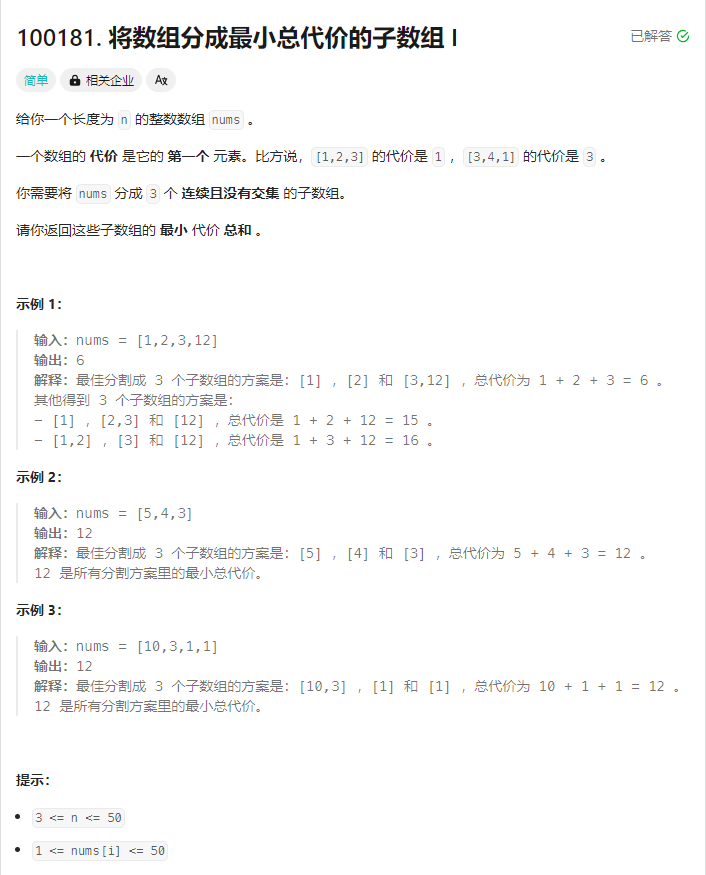 100181. 将数组分成最小总代价的子数组 I
已解答
简单 相关企业
给你一个长度为 n 的整数数组 nums 。
一个数组的 代价 是它的 第一个 元素。比方说，[1,2,3] 的代价是 1 ，[3,4,1] 的代价是 3 。
你需要将 nums 分成 3 个 连续且没有交集 的子数组。
请你返回这些子数组的 最小 代价 总和 。
示例 1：
输入：nums = [1,2,3,12]
输出：6
解释：最佳分割成 3 个子数组的方案是：[1] ，[2] 和 [3,12] ，总代价为 1 + 2 + 3 = 6 。
其他得到 3 个子数组的方案是：
- [1] ，[2,3] 和 [12] ，总代价是 1 + 2 + 12 = 15 。
- [1,2] ，[3] 和 [12] ，总代价是 1 + 3 + 12 = 16 。
示例 2：
输入：nums = [5,4,3]
输出：12
解释：最佳分割成 3 个子数组的方案是：[5] ，[4] 和 [3] ，总代价为 5 + 4 + 3 = 12 。
12 是所有分割方案里的最小总代价。
示例 3：
输入：nums = [10,3,1,1]
输出：12
解释：最佳分割成 3 个子数组的方案是：[10,3] ，[1] 和 [1] ，总代价为 10 + 1 + 1 = 12 。
12 是所有分割方案里的最小总代价。
提示：
3 <= n <= 50
1 <= nums[i] <= 50